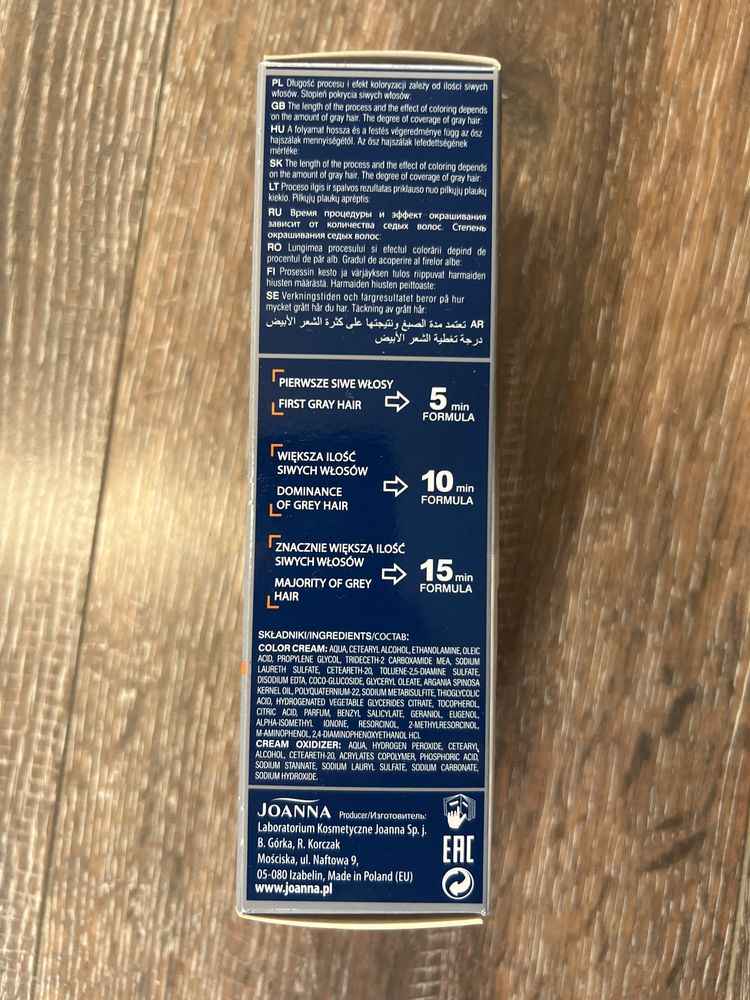 PL Długość procesu i efekt koloryzacji zależy od ilości siwych
włosów. Stopień pokrycia siwych włosów:
GB The length of the process and the effect of coloring depends
on the amount of gray hair. The degree of coverage of gray hair:
HU A folyamat hossza és a festés végeredménye függ az ősz
hajszálak mennyiségétől. Az ősz hajszálak lefedettségének
mértéke:
SK The length of the process and the effect of coloring depends
on the amount of gray hair. The degree of coverage of gray hair:
LT Proceso ilgis ir spalvos rezultatas priklauso nuo pilkųjų plaukų
kiekio. Pilkųjų plaukų aprėptis:
RU Время процедуры и эффект окрашивания
зависит от количества седых волос. Степень
окрашивания седых волос:
RO Lungimea procesului si efectul colorării depind de
procentul de păr alb. Gradul de acoperire al firelor albe:
FI Prosessin kesto ja värjäyksen tulos riippuvat harmaiden
hiusten määrästä. Harmaiden hiusten peittoaste:
SE Verkningstiden och färgresultatet beror på hur
mycket grått hår du har. Täckning av grått hår:
AR تعتمد مدة الصبغ ونتيجتها على كثرة الشعر الأبيض
درجة تغطية الشعر الأبيض
PIERWSZE SIWE WŁOSY
FIRST GRAY HAIR
5 min
FORMULA
WIĘKSZA ILOŚĆ
SIWYCH WŁOSÓW
DOMINANCE
OF GREY HAIR
10 min
FORMULA
ZNACZNIE WIĘKSZA ILOŚĆ
SIWYCH WŁOSÓW
MAJORITY OF GREY
HAIR
15 min
FORMULA
SKŁADNIKI/INGREDIENTS/СОСТАВ:
COLOR CREAM: AQUA, CETEARYL ALCOHOL, ETHANOLAMINE, OLEIC
ACID, PROPYLENE GLYCOL, TRIDECETH-2 CARBOXAMIDE MEA, SODIUM
LAURETH SULFATE, CETEARETH-20, TOLUENE-2,5-DIAMINE SULFATE,
DISODIUM EDTA, COCO-GLUCOSIDE, GLYCERYL OLEATE, ARGANIA SPINOSA
KERNEL OIL, POLYQUATERNIUM-22, SODIUM METABISULFITE, THIOGLYCOLIC
ACID, HYDROGENATED VEGETABLE GLYCERIDES CITRATE, TOCOPHEROL,
CITRIC ACID, PARFUM, BENZYL SALICYLATE, GERANIOL, EUGENOL,
ALPHA-ISOMETHYL IONONE, RESORCINOL, 2-METHYLRESORCINOL,
M-AMINOPHENOL, 2,4-DIAMINOPHENOXYETHANOL HCl.
CREAM OXIDIZER: AQUA, HYDROGEN PEROXIDE, CETEARYL
ALCOHOL, CETEARETH-20, ACRYLATES COPOLYMER, PHOSPHORIC ACID,
SODIUM STANNATE, SODIUM LAURYL SULFATE, SODIUM CARBONATE,
SODIUM HYDROXIDE.
JOANNA Producer/Изготовитель:
Laboratorium Kosmetyczne Joanna Sp. j.
B. Górka, R. Korczak
Mościska, ul. Naftowa 9,
05-080 Izabelin, Made in Poland (EU)
www.joanna.pl
EAC